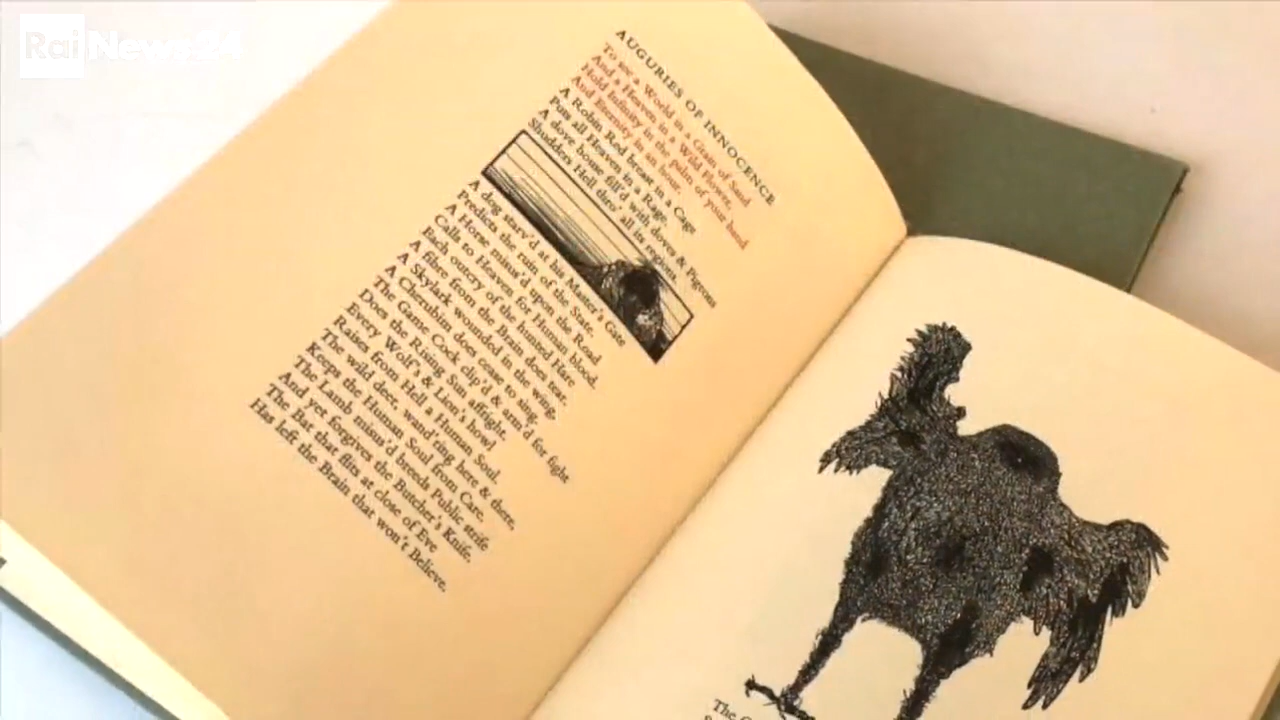 Rai News24
AUGURIES OF INNOCENCE
To see a World in a Grain of Sand
And a Heaven in a Wild Flower,
Hold Infinity in the palm of your hand
And Eternity in an hour.
A Robin Red breast in a Cage
Puts all Heaven in a Rage.
A dove house fill'd with doves & Pigeons
Shudders Hell thro' all its regions.
A dog starv'd at his Master's Gate
Predicts the ruin of the State.
A Horse misus'd upon the Road
Calls to Heaven for Human blood.
Each outcry of the hunted Hare
A fibre from the Brain does tear.
A Skylark wounded in the wing,
A Cherubim does cease to sing.
The Game Cock clip'd & arm'd for fight
Does the Rising Sun affright.
Every Wolf's & Lion's howl
Raises from Hell a Human Soul.
The wild deer, wand'ring here & there,
Keeps the Human Soul from Care.
The Lamb misus'd breeds Public strife
And yet forgives the Butcher's Knife.
The Bat that flits at close of Eve
Has left the Brain that won't Believe.
The